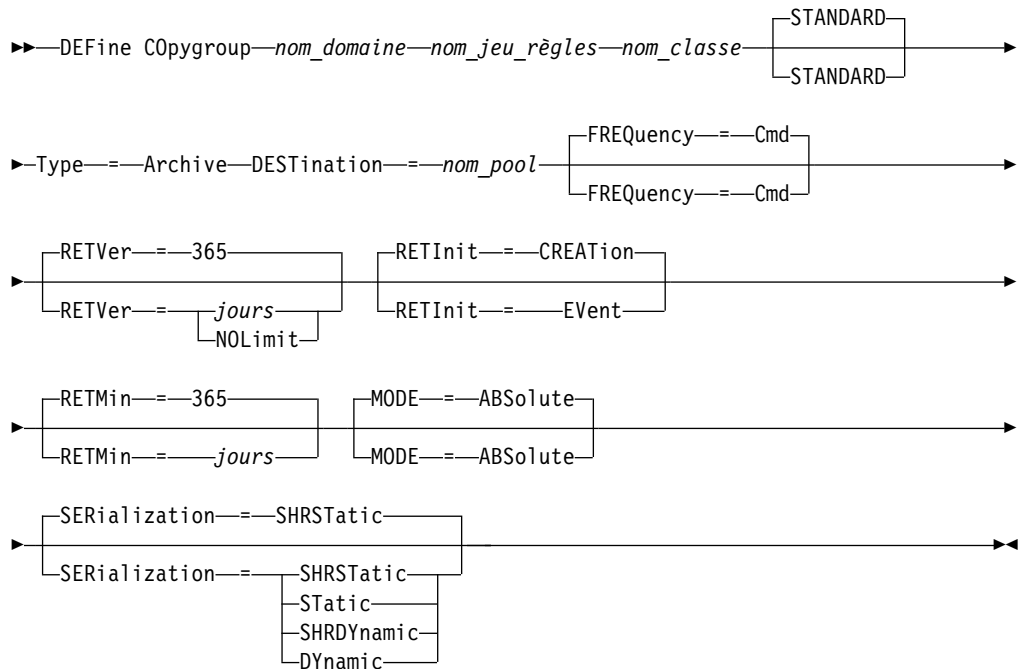 STANDARD
DEFine COpygroup nom_domaine nom_jeu_règles nom_classe
STANDARD
FREQuency = Cmd
Type = Archive DESTination = nom_pool
FREQuency = Cmd
RETVer = 365 RETInit = CREATion
RETVer = jours RETInit = EVent
NOLimit
RETMin = 365 MODE = ABSolute
RETMin = jours MODE = ABSolute
SERialization = SHRSTatic
SERialization = SHRSTatic
STatic
SHRDYnamic
DYnamic